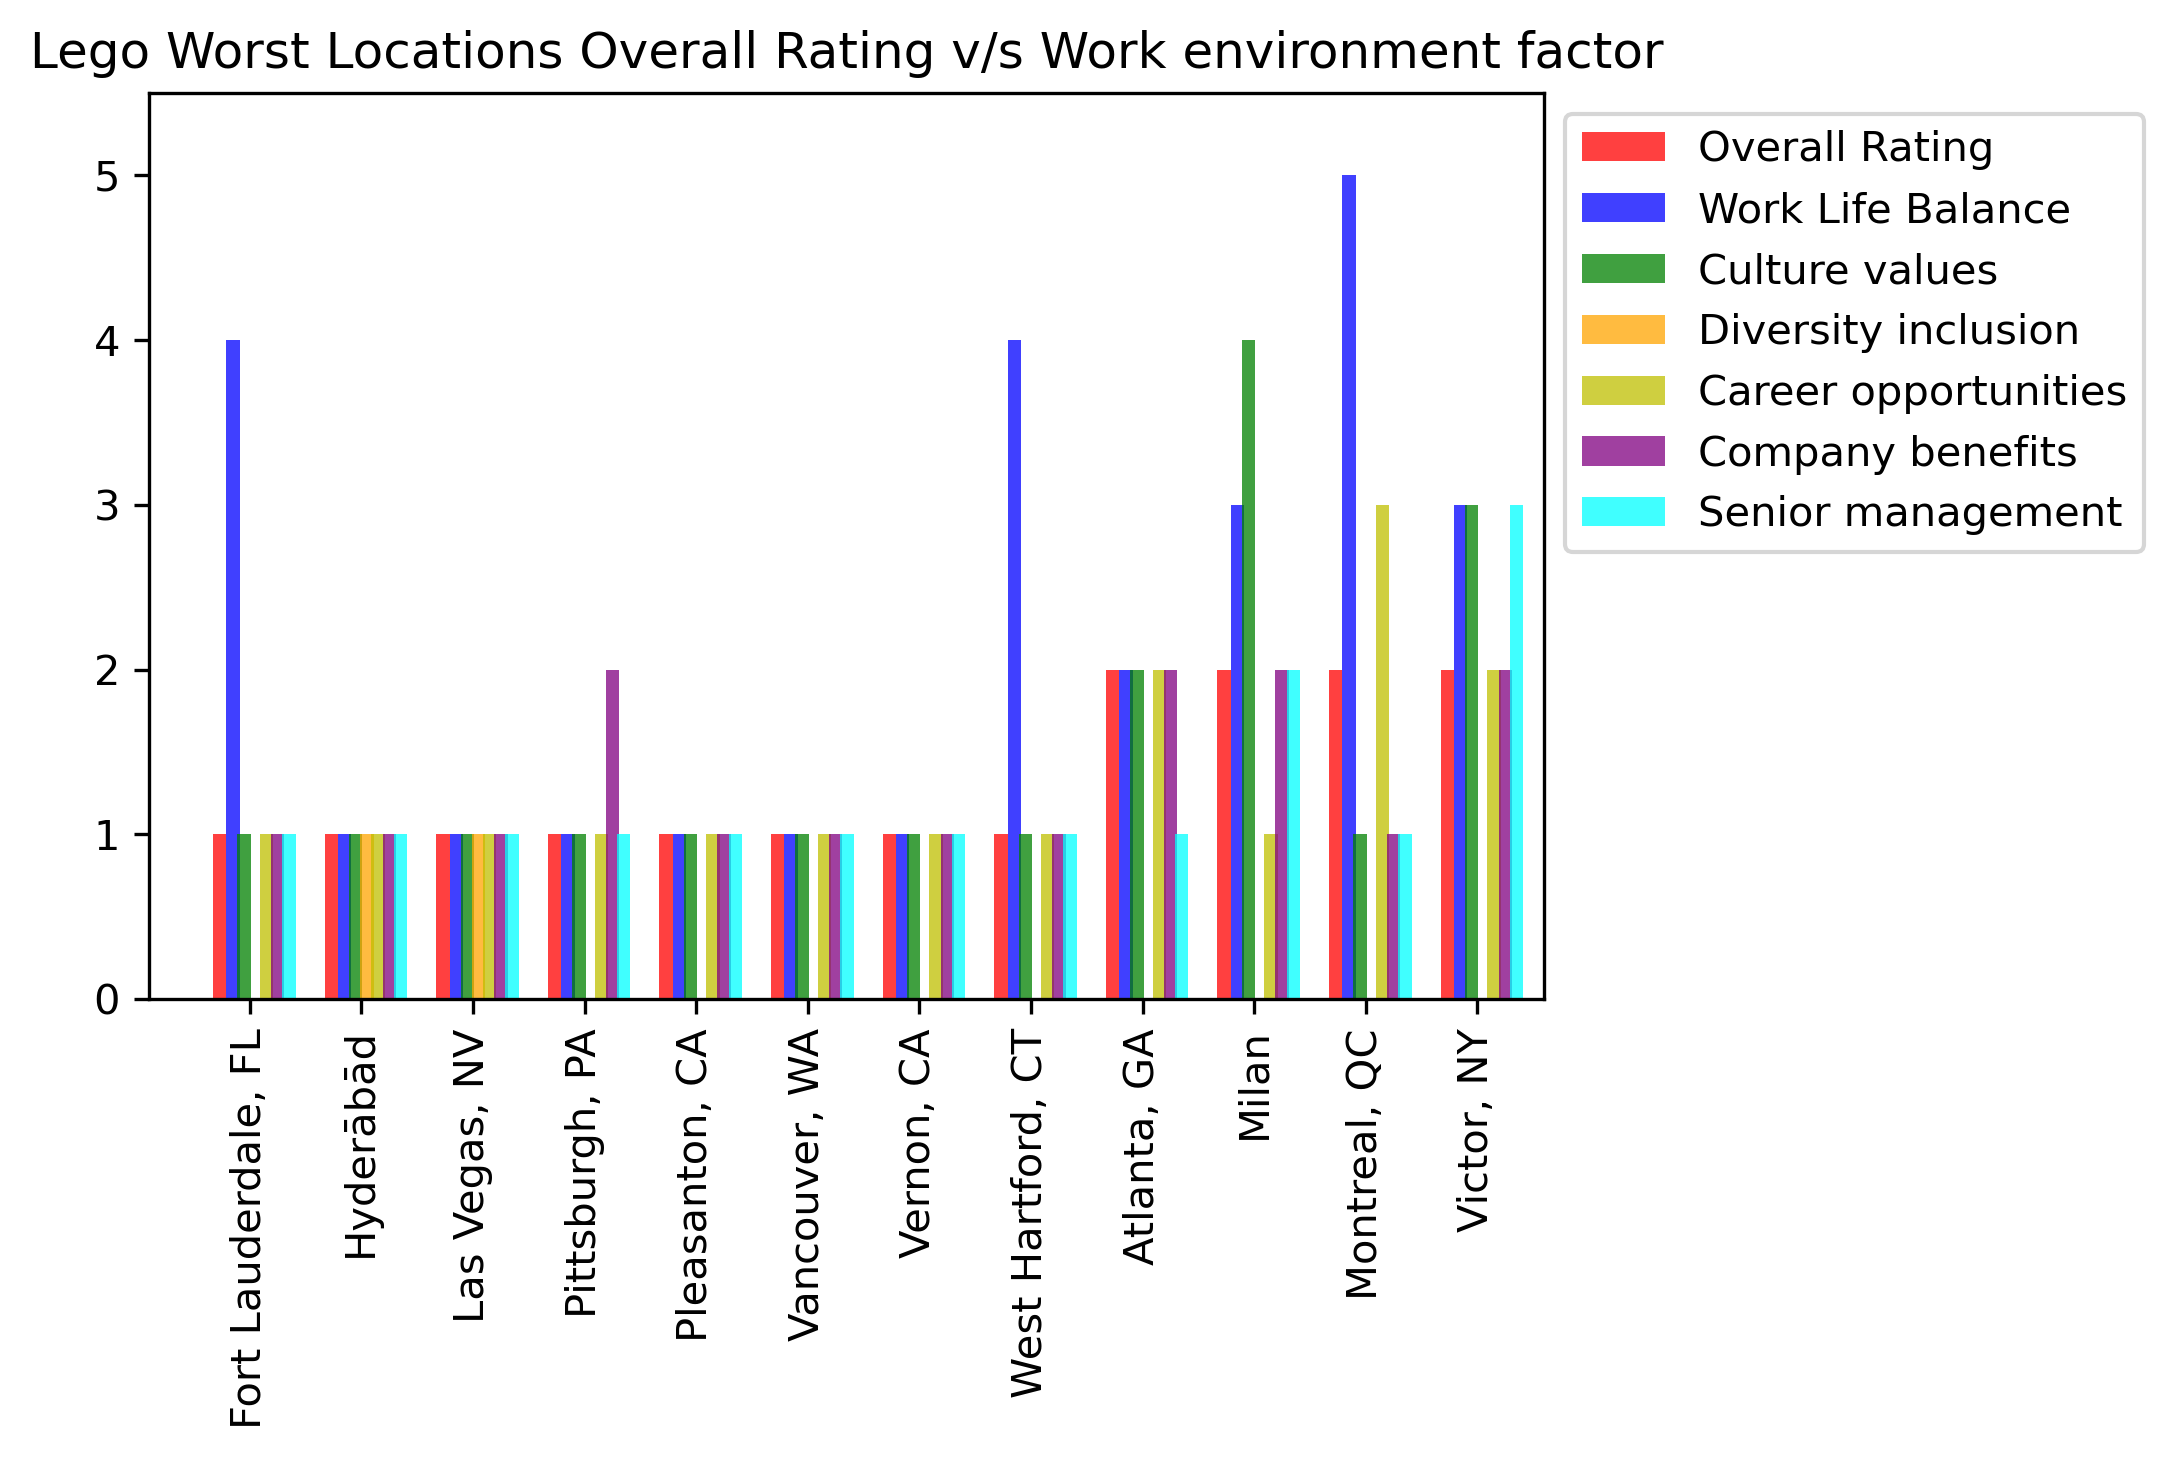 Lego Worst Locations Overall Rating v/s Work environment factor
5
4
3
2
1
0
Overall Rating
Work Life Balance
Culture values
Diversity inclusion
Career opportunities
Company benefits
Senior management
Fort Lauderdale, FL
Hyderābād
Las Vegas, NV
Pittsburgh, PA
Pleasanton, CA
Vancouver, WA
Vernon, CA
West Hartford, CT
Atlanta, GA
Milan
Montreal, QC
Victor, NY